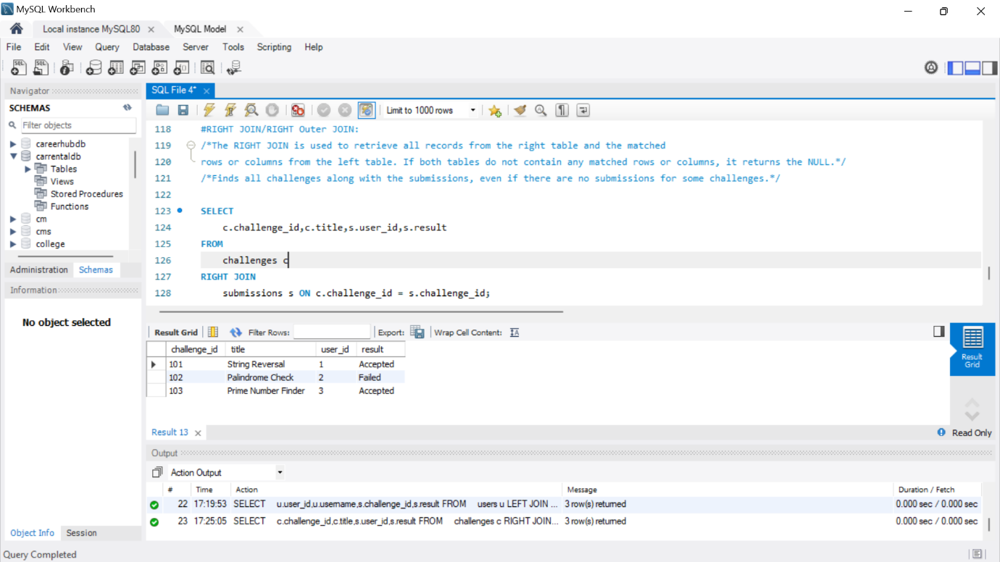 MySQL Workbench
Local instance MySQL80 MySQL Model
File Edit View Query Database Server Tools Scripting Help
Navigator
SCHEMAS
Filter objects
careerhubdb
carrentaldb
Tables
Views
Stored Procedures
Functions
cm
cms
college
Administration Schemas
Information
No object selected
Object Info Session
SQL File 4*
Limit to 1000 rows
118 #RIGHT JOIN/RIGHT Outer JOIN:
119 /*The RIGHT JOIN is used to retrieve all records from the right table and the matched
120 rows or columns from the left table. If both tables do not contain any matched rows or columns, it returns the NULL.*/
121 /*Finds all challenges along with the submissions, even if there are no submissions for some challenges.*/
122
123 SELECT
124 c.challenge_id,c.title,s.user_id,s.result
125 FROM
126 challenges c
127 RIGHT JOIN
128 submissions s ON c.challenge_id = s.challenge_id;
Result Grid Filter Rows: Export: Wrap Cell Content:
challenge_id title user_id result
101 String Reversal 1 Accepted
102 Palindrome Check 2 Failed
103 Prime Number Finder 3 Accepted
Result
Grid
Result 13
Read Only
Output
Action Output
# Time Action Message Duration / Fetch
22 17:19:53 SELECT u.user_id,u.username,s.challenge_id,s.result FROM users u LEFT JOIN ... 3 row(s) returned 0.000 sec / 0.000 sec
23 17:25:05 SELECT c.challenge_id,c.title,s.user_id,s.result FROM challenges c RIGHT JOIN... 3 row(s) returned 0.000 sec / 0.000 sec
Query Completed